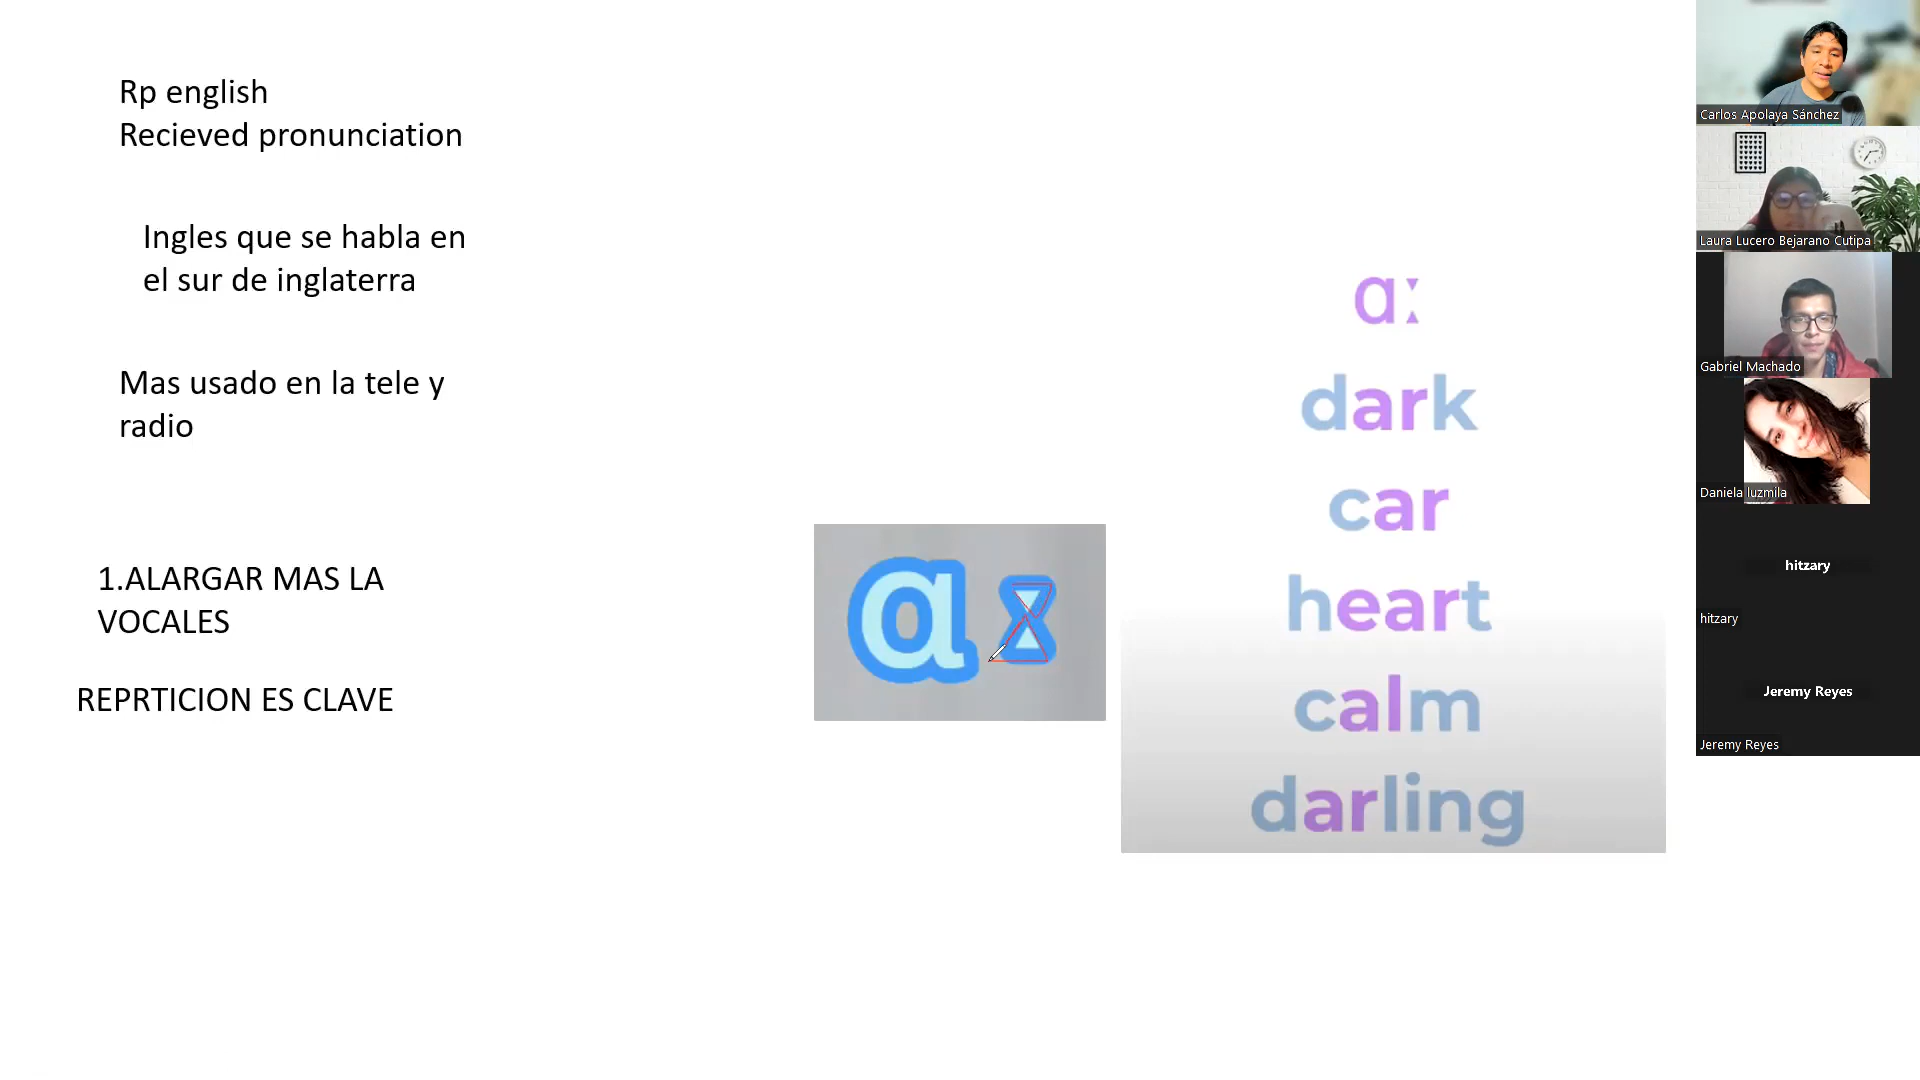 Rp english
Recieved pronunciation
Ingles que se habla en
el sur de inglaterra
Mas usado en la tele y
radio
1.ALARGAR MAS LA
VOCALES
REPRTICION ES CLAVE
ɑː
ɑː
dark
car
heart
calm
darling
Carlos Apolaya Sánchez
Laura Lucero Bejarano Cutipa
Gabriel Machado
Daniela luzmila
hitzary
hitzary
Jeremy Reyes
Jeremy Reyes